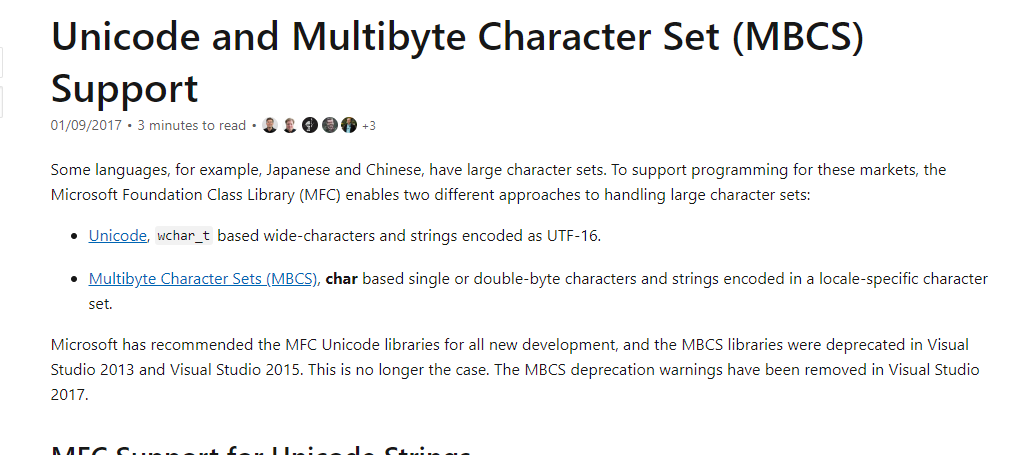 Unicode and Multibyte Character Set (MBCS)
Support
01/09/2017 • 3 minutes to read • +3
Some languages, for example, Japanese and Chinese, have large character sets. To support programming for these markets, the
Microsoft Foundation Class Library (MFC) enables two different approaches to handling large character sets:
• Unicode, wchar_t based wide-characters and strings encoded as UTF-16.
• Multibyte Character Sets (MBCS), char based single or double-byte characters and strings encoded in a locale-specific character
set.
Microsoft has recommended the MFC Unicode libraries for all new development, and the MBCS libraries were deprecated in Visual
Studio 2013 and Visual Studio 2015. This is no longer the case. The MBCS deprecation warnings have been removed in Visual Studio
2017.
MFC Support for Unicode Strings